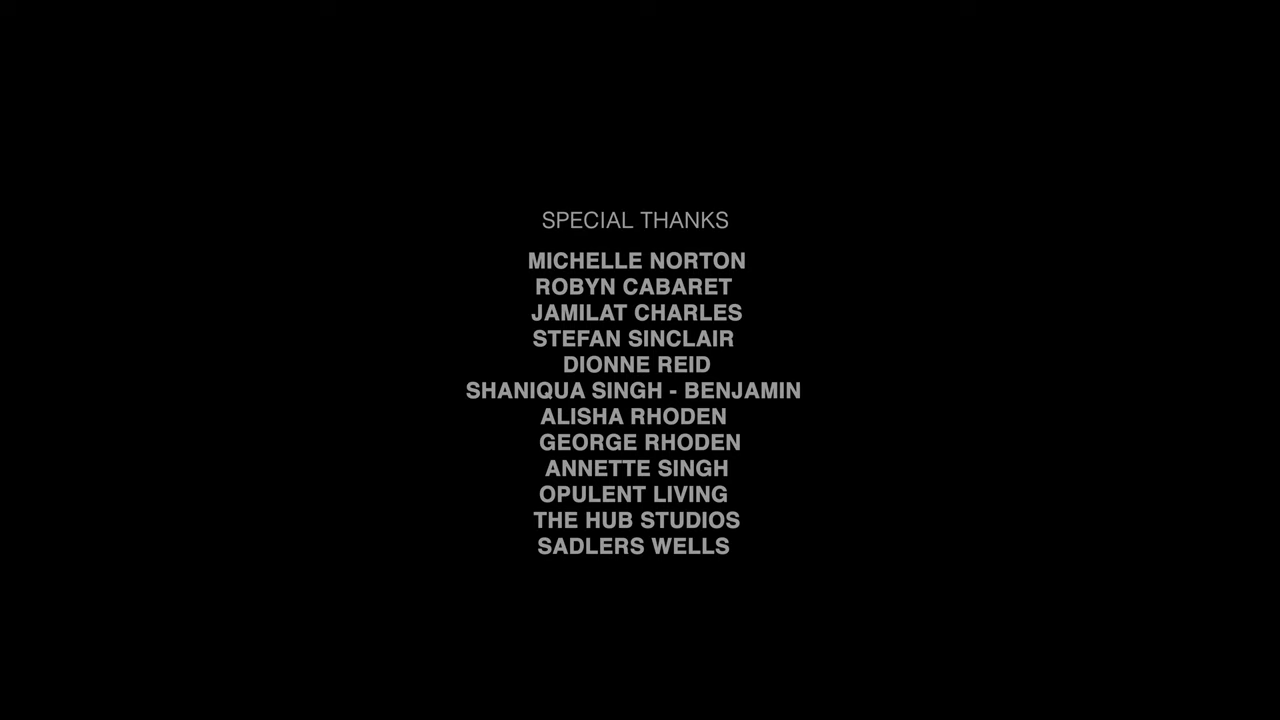 SPECIAL THANKS
MICHELLE NORTON
ROBYN CABARET
JAMILAT CHARLES
STEFAN SINCLAIR
DIONNE REID
SHANIQUA SINGH - BENJAMIN
ALISHA RHODEN
GEORGE RHODEN
ANNETTE SINGH
OPULENT LIVING
THE HUB STUDIOS
SADLERS WELLS